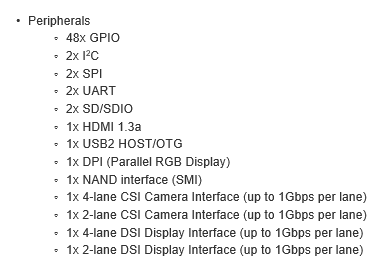 • Peripherals
◦ 48x GPIO
◦ 2x I²C
◦ 2x SPI
◦ 2x UART
◦ 2x SD/SDIO
◦ 1x HDMI 1.3a
◦ 1x USB2 HOST/OTG
◦ 1x DPI (Parallel RGB Display)
◦ 1x NAND interface (SMI)
◦ 1x 4-lane CSI Camera Interface (up to 1Gbps per lane)
◦ 1x 2-lane CSI Camera Interface (up to 1Gbps per lane)
◦ 1x 4-lane DSI Display Interface (up to 1Gbps per lane)
◦ 1x 2-lane DSI Display Interface (up to 1Gbps per lane)